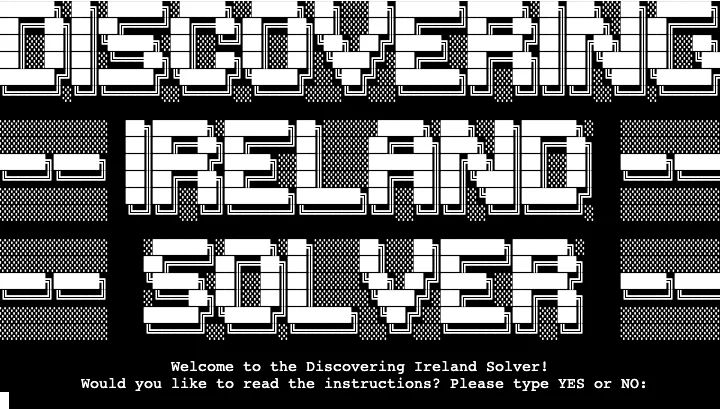 DISCOVERING
IRELAND
SOLVER
Welcome to the Discovering Ireland Solver!
Would you like to read the instructions? Please type YES or NO: